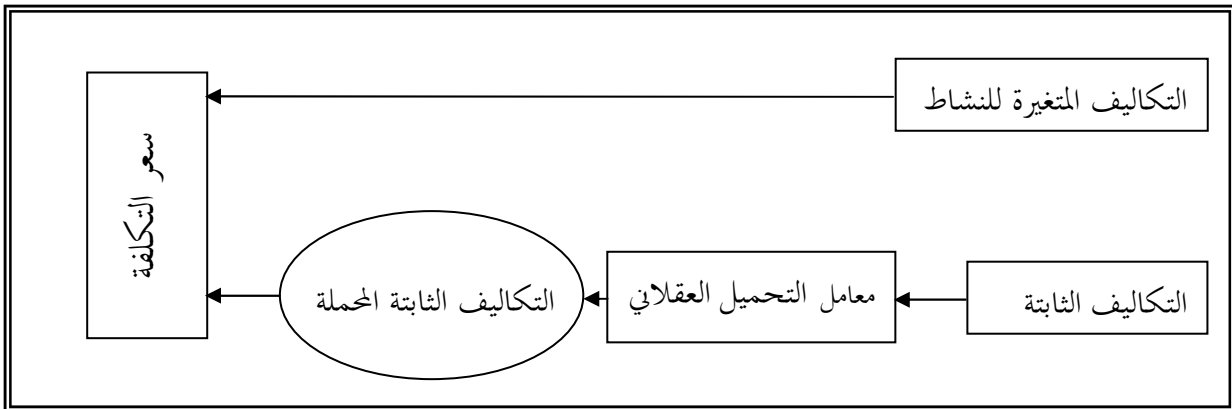 التكاليف المتغيرة للنشاط
سعر التكلفة
التكاليف الثابتة
معامل التحميل العقلاني
التكاليف الثابتة المحملة